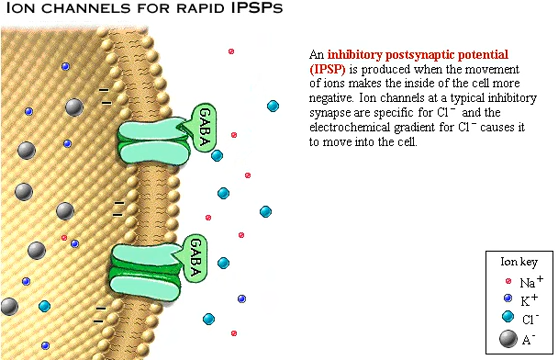 ION CHANNELS FOR RAPID IPSPs
An inhibitory postsynaptic potential
(IPSP) is produced when the movement
of ions makes the inside of the cell more
negative. Ion channels at a typical inhibitory
synapse are specific for Cl⁻ and the
electrochemical gradient for Cl⁻ causes it
to move into the cell.
GABA
GABA
Ion key
Na⁺
K⁺
Cl⁻
A⁻